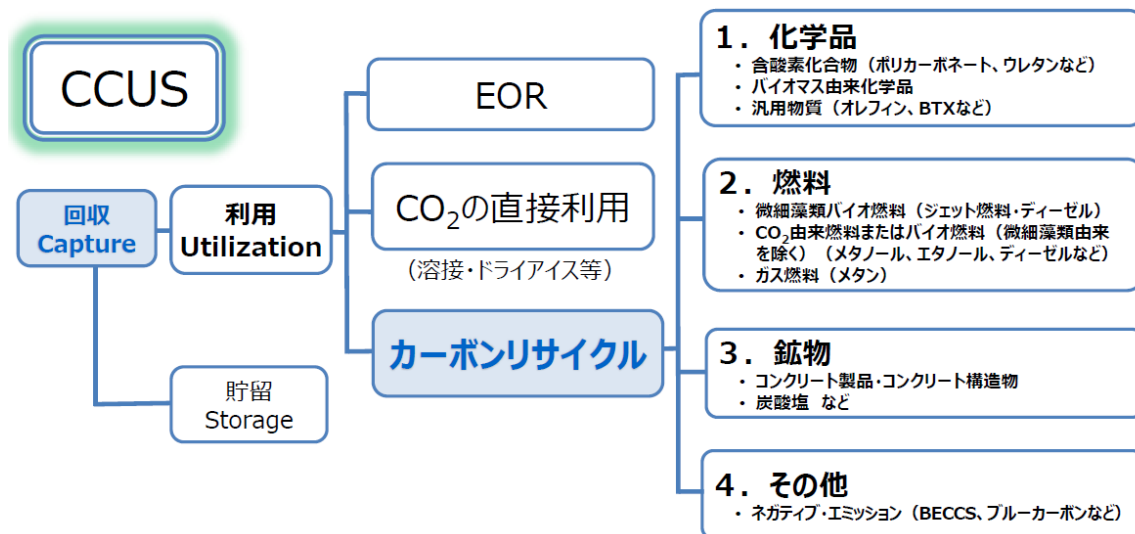 CCUS
回収
Capture
利用
Utilization
貯留
Storage
EOR
CO₂の直接利用
（溶接・ドライアイス等）
カーボンリサイクル
１．化学品
・ 含酸素化合物（ポリカーボネート、ウレタンなど）
・ バイオマス由来化学品
・ 汎用物質（オレフィン、BTXなど）
２．燃料
・ 微細藻類バイオ燃料（ジェット燃料・ディーゼル）
・ CO₂由来燃料またはバイオ燃料（微細藻類由来
を除く）（メタノール、エタノール、ディーゼルなど）
・ ガス燃料（メタン）
３．鉱物
・ コンクリート製品・コンクリート構造物
・ 炭酸塩 など
４．その他
・ ネガティブ・エミッション（BECCS、ブルーカーボンなど）